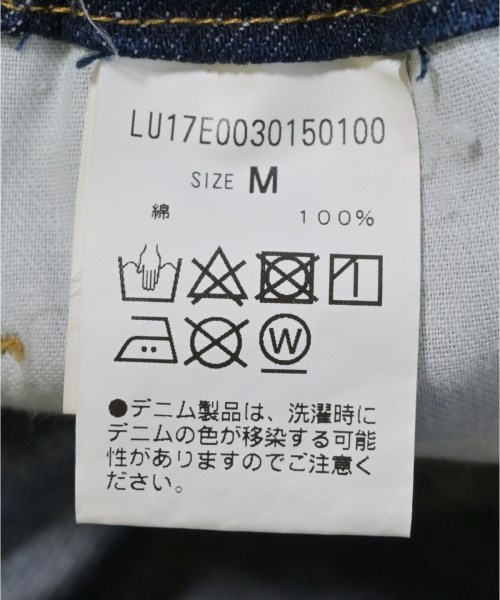 LU17E0030150100
SIZE M
綿 100%
W
●デニム製品は、洗濯時に
デニムの色が移染する可能
性がありますのでご注意く
ださい。